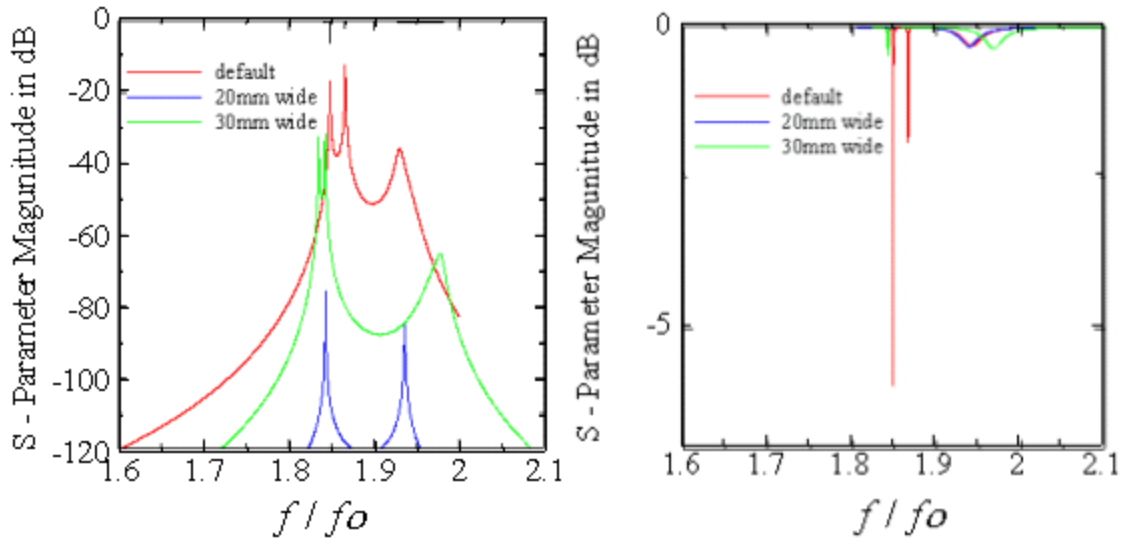 S - Parameter Magunitude in dB
0
-20
-40
-60
-80
-100
-120
default
20mm wide
30mm wide
1.6 1.7 1.8 1.9 2 2.1
f / fo
S - Parameter Magunitude in dB
0
-5
default
20mm wide
30mm wide
1.6 1.7 1.8 1.9 2 2.1
f / fo